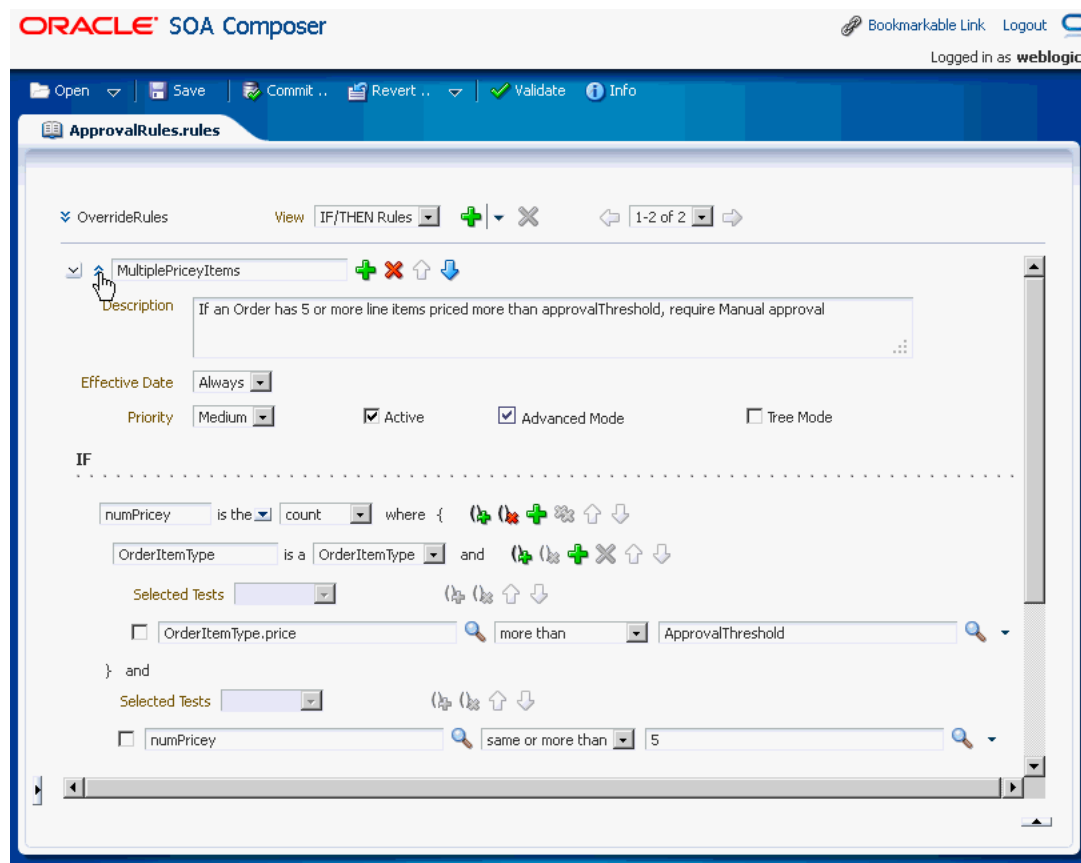 ORACLE SOA Composer
Bookmarkable Link Logout
Logged in as weblogic
Open Save Commit .. Revert .. Validate Info
ApprovalRules.rules
OverrideRules View IF/THEN Rules 1-2 of 2
MultiplePriceyItems
Description If an Order has 5 or more line items priced more than approvalThreshold, require Manual approval
Effective Date Always
Priority Medium Active Advanced Mode Tree Mode
IF
numPricey is the count where {
OrderItemType is a OrderItemType and
Selected Tests
OrderItemType.price more than ApprovalThreshold
} and
Selected Tests
numPricey same or more than 5